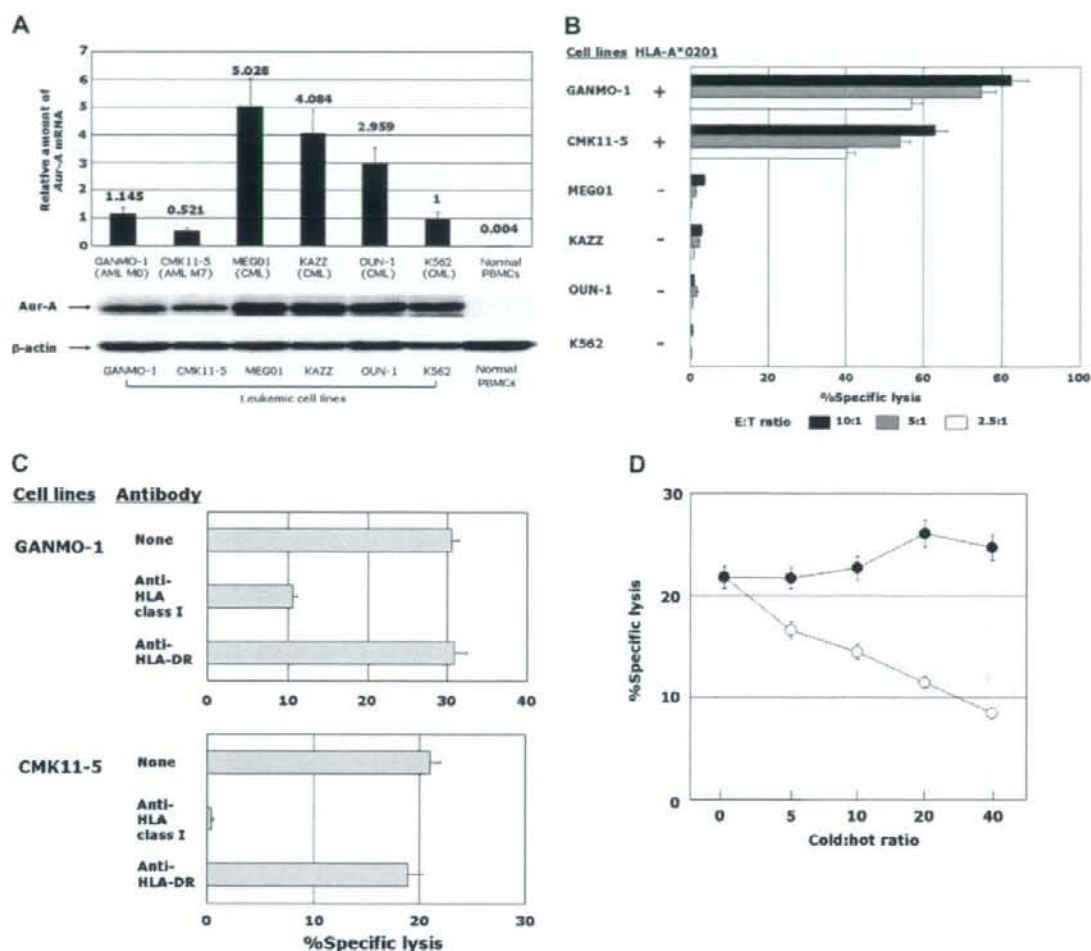 A
Relative amount of
Aur-A mRNA
7
6
5
4
3
2
1
0
1.145
0.521
5.028
4.084
2.959
1
0.004
GANMO-1 CMK11-5 MEG01 KAZZ OUN-1 K562 Normal
(AML M0) (AML M7) (CML) (CML) (CML) (CML) PBMCs
Aur-A
β-actin
GANMO-1 CMK11-5 MEG01 KAZZ OUN-1 K562 Normal
PBMCs
Leukemic cell lines
B
Cell lines HLA-A*0201
GANMO-1 +
CMK11-5 +
MEG01 -
KAZZ -
OUN-1 -
K562 -
0 20 40 60 80 100
%Specific lysis
E:T ratio 10:1 5:1 2.5:1
C
Cell lines Antibody
GANMO-1
None
Anti-
HLA
class I
Anti-
HLA-DR
0 10 20 30 40
CMK11-5
None
Anti-
HLA
class I
Anti-
HLA-DR
0 10 20 30
%Specific lysis
D
%Specific lysis
30
20
10
0
0 5 10 20 40
Cold:hot ratio